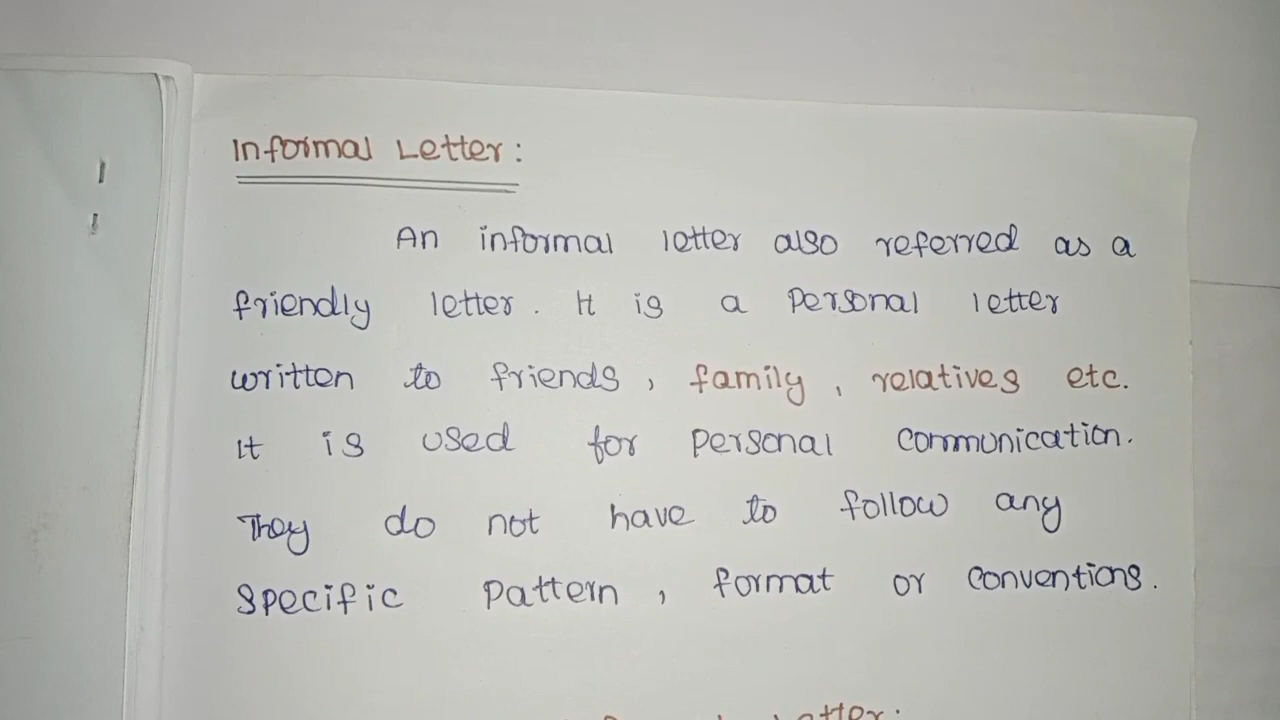 Informal Letter:
An informal letter also referred as a
friendly letter. It is a personal letter
written to friends, family, relatives etc.
It is used for personal communication.
They do not have to follow any
specific pattern, format or conventions.
Letter: